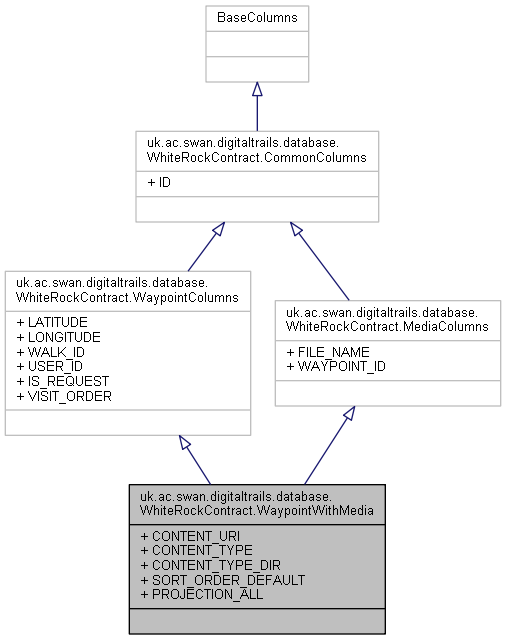 BaseColumns
uk.ac.swan.digitaltrails.database.
WhiteRockContract.CommonColumns
+ ID
uk.ac.swan.digitaltrails.database.
WhiteRockContract.WaypointColumns
+ LATITUDE
+ LONGITUDE
+ WALK_ID
+ USER_ID
+ IS_REQUEST
+ VISIT_ORDER
uk.ac.swan.digitaltrails.database.
WhiteRockContract.MediaColumns
+ FILE_NAME
+ WAYPOINT_ID
uk.ac.swan.digitaltrails.database.
WhiteRockContract.WaypointWithMedia
+ CONTENT_URI
+ CONTENT_TYPE
+ CONTENT_TYPE_DIR
+ SORT_ORDER_DEFAULT
+ PROJECTION_ALL